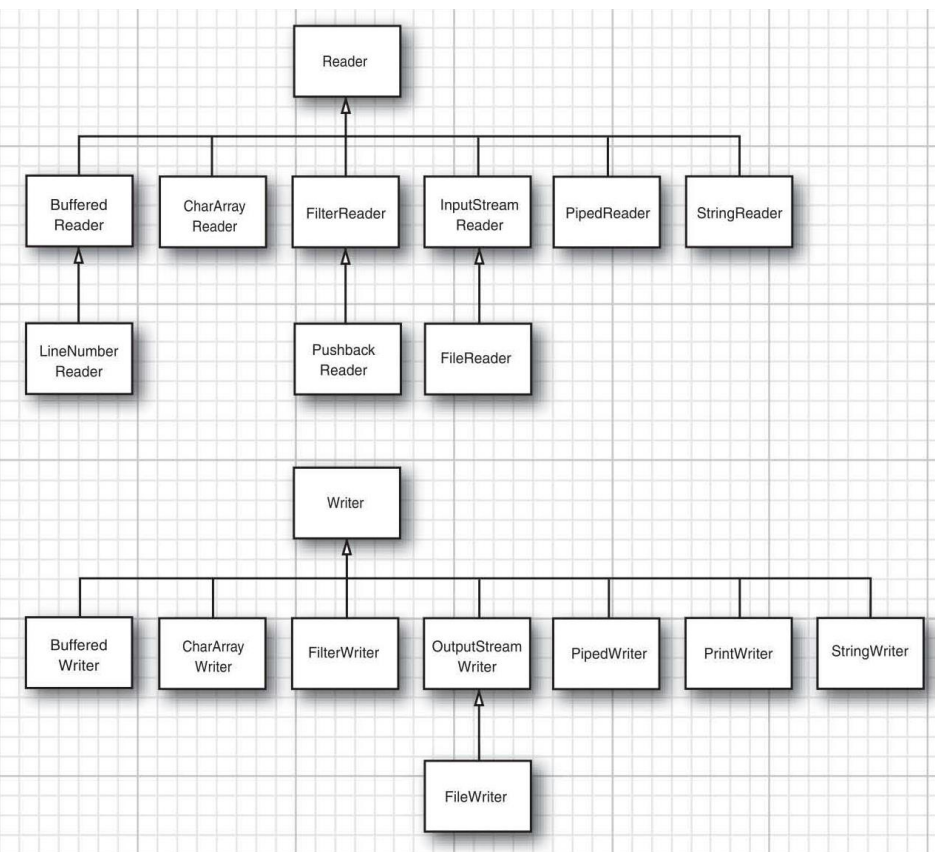 Reader
Buffered
Reader
CharArray
Reader
FilterReader
InputStream
Reader
PipedReader
StringReader
LineNumber
Reader
Pushback
Reader
FileReader
Writer
Buffered
Writer
CharArray
Writer
FilterWriter
OutputStream
Writer
PipedWriter
PrintWriter
StringWriter
FileWriter